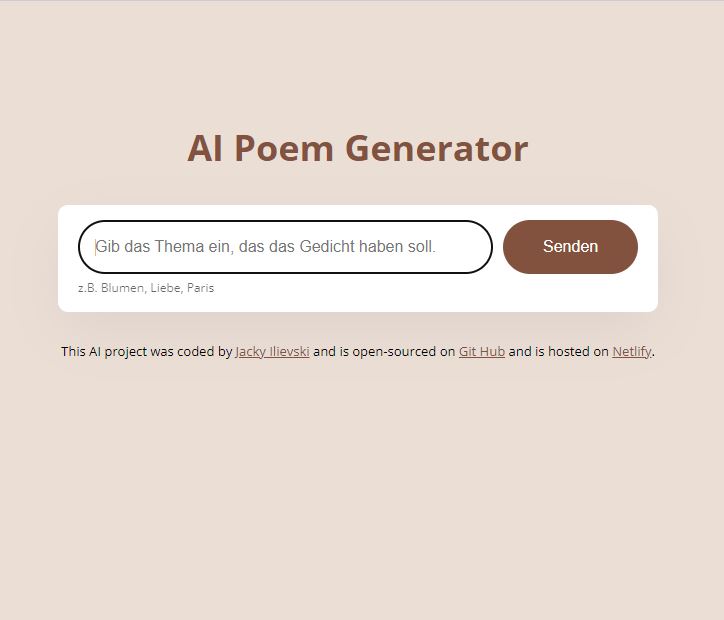 AI Poem Generator
Gib das Thema ein, das das Gedicht haben soll.
Senden
z.B. Blumen, Liebe, Paris
This AI project was coded by Jacky Ilievski and is open-sourced on Git Hub and is hosted on Netlify.